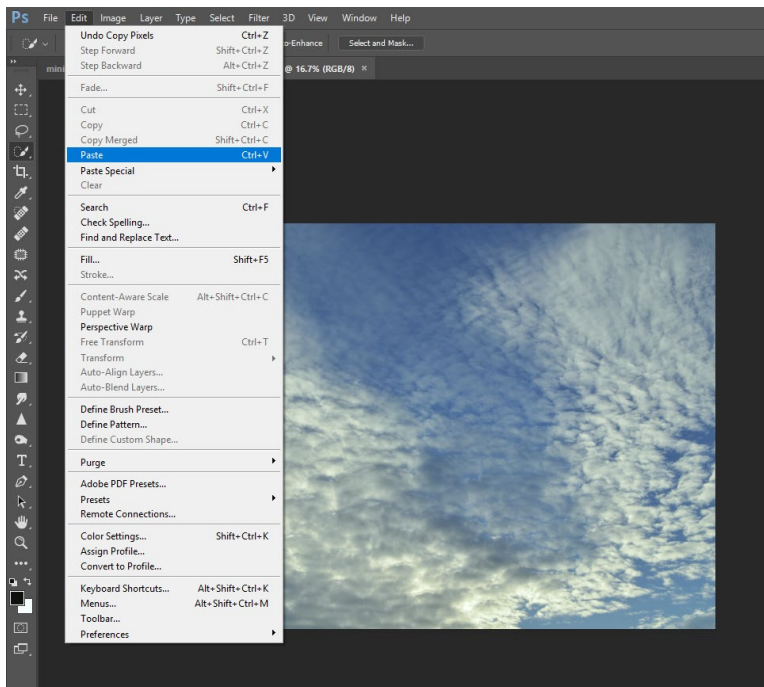 Ps File Edit Image Layer Type Select Filter 3D View Window Help
o-Enhance Select and Mask...
mini @ 16.7% (RGB/8) ×
Undo Copy Pixels Ctrl+Z
Step Forward Shift+Ctrl+Z
Step Backward Alt+Ctrl+Z
Fade... Shift+Ctrl+F
Cut Ctrl+X
Copy Ctrl+C
Copy Merged Shift+Ctrl+C
Paste Ctrl+V
Paste Special
Clear
Search Ctrl+F
Check Spelling...
Find and Replace Text...
Fill... Shift+F5
Stroke...
Content-Aware Scale Alt+Shift+Ctrl+C
Puppet Warp
Perspective Warp
Free Transform Ctrl+T
Transform
Auto-Align Layers...
Auto-Blend Layers...
Define Brush Preset...
Define Pattern...
Define Custom Shape...
Purge
Adobe PDF Presets...
Presets
Remote Connections...
Color Settings... Shift+Ctrl+K
Assign Profile...
Convert to Profile...
Keyboard Shortcuts... Alt+Shift+Ctrl+K
Menus... Alt+Shift+Ctrl+M
Toolbar...
Preferences